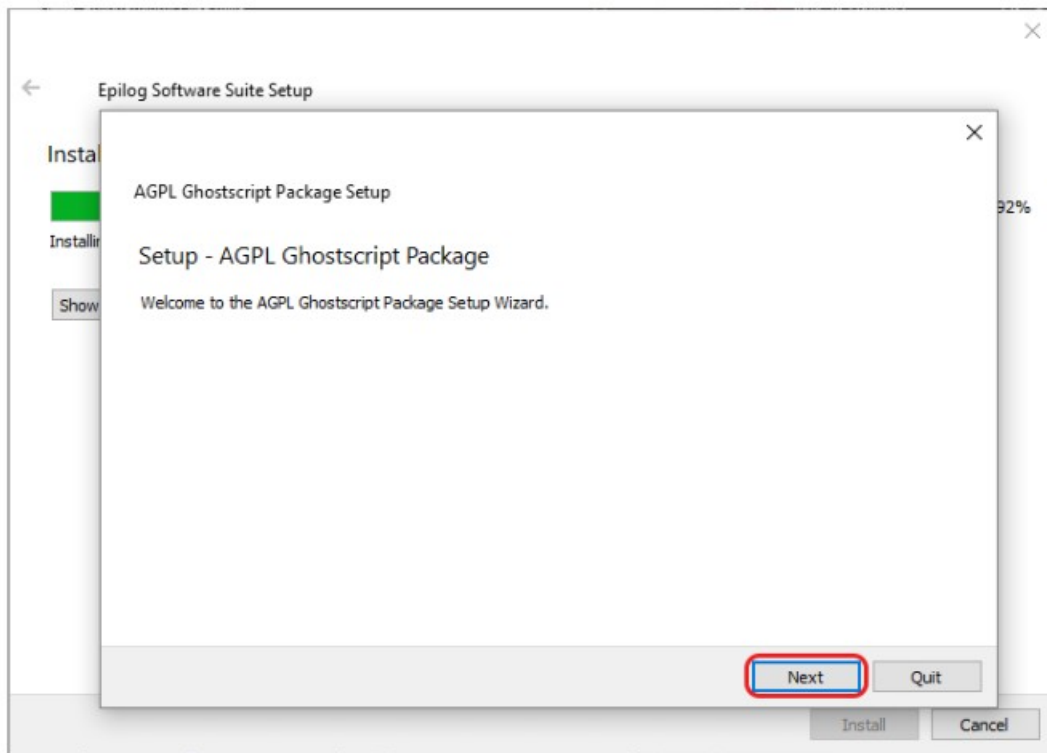 Epilog Software Suite Setup
Instal
92%
Installin
Show
AGPL Ghostscript Package Setup
Setup - AGPL Ghostscript Package
Welcome to the AGPL Ghostscript Package Setup Wizard.
Next
Quit
Install
Cancel